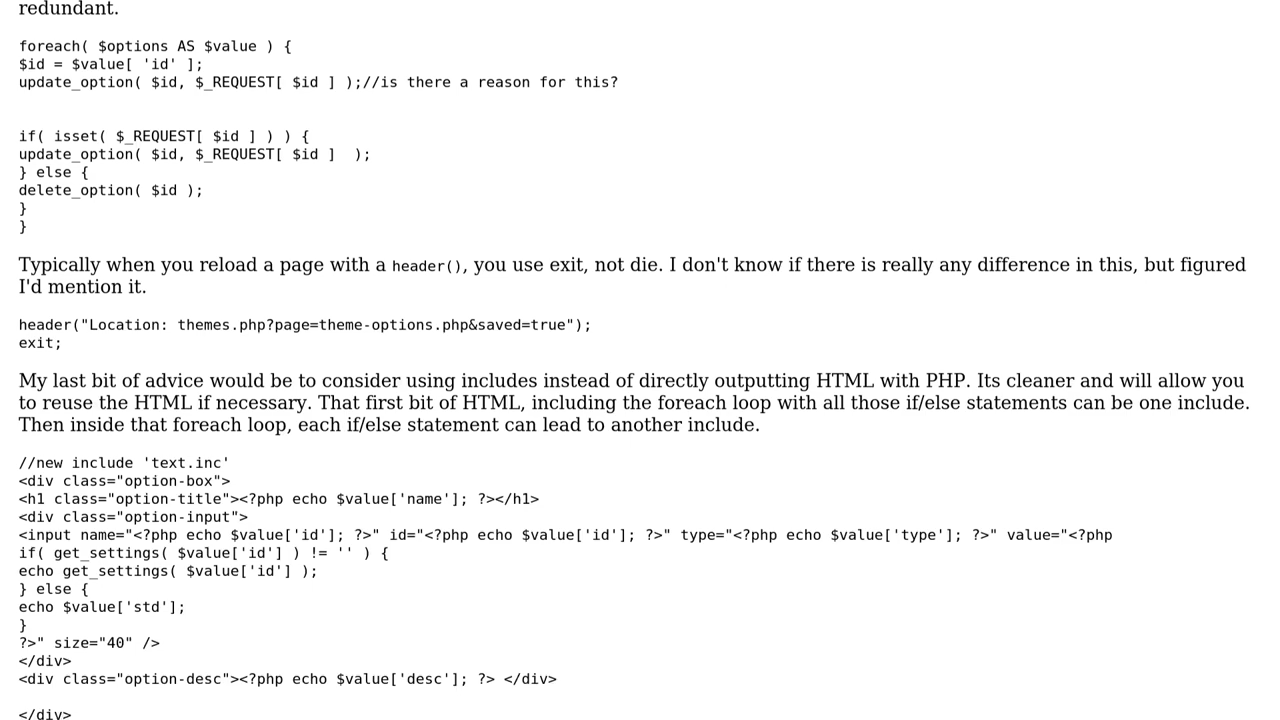 redundant.
foreach( $options AS $value ) {
$id = $value[ 'id' ];
update_option( $id, $_REQUEST[ $id ] );//is there a reason for this?
if( isset( $_REQUEST[ $id ] ) ) {
update_option( $id, $_REQUEST[ $id ]  );
} else {
delete_option( $id );
}
}
Typically when you reload a page with a header(), you use exit, not die. I don't know if there is really any difference in this, but figured
I'd mention it.
header("Location: themes.php?page=theme-options.php&saved=true");
exit;
My last bit of advice would be to consider using includes instead of directly outputting HTML with PHP. Its cleaner and will allow you
to reuse the HTML if necessary. That first bit of HTML, including the foreach loop with all those if/else statements can be one include.
Then inside that foreach loop, each if/else statement can lead to another include.
//new include 'text.inc'
<div class="option-box">
<h1 class="option-title"><?php echo $value['name']; ?></h1>
<div class="option-input">
<input name="<?php echo $value['id']; ?>" id="<?php echo $value['id']; ?>" type="<?php echo $value['type']; ?>" value="<?php
if( get_settings( $value['id'] ) != '' ) {
echo get_settings( $value['id'] );
} else {
echo $value['std'];
}
?>" size="40" />
</div>
<div class="option-desc"><?php echo $value['desc']; ?> </div>
</div>